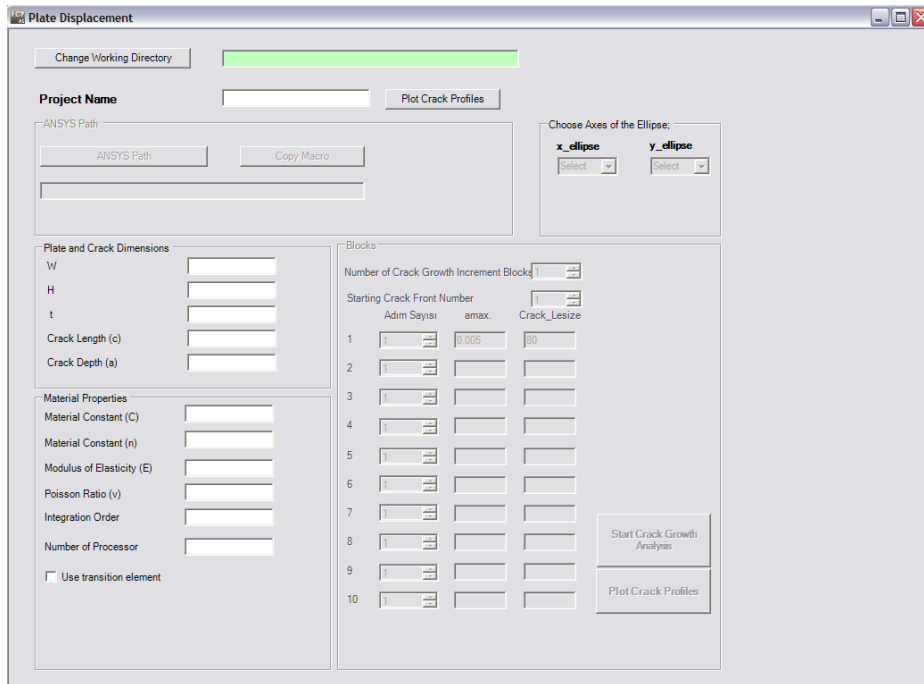 Plate Displacement
Change Working Directory
Project Name
Plot Crack Profiles
ANSYS Path
ANSYS Path
Copy Macro
Choose Axes of the Ellipse;
x_ellipse y_ellipse
Select Select
Plate and Crack Dimensions
W
H
t
Crack Length (c)
Crack Depth (a)
Material Properties
Material Constant (C)
Material Constant (n)
Modulus of Elasticity (E)
Poisson Ratio (v)
Integration Order
Number of Processor
Use transition element
Blocks
Number of Crack Growth Increment Blocks 1
Starting Crack Front Number 1
Adım Sayısı amax. Crack_Lesize
1 1 0.005 80
2 1
3 1
4 1
5 1
6 1
7 1
8 1
9 1
10 1
Start Crack Growth
Analysis
Plot Crack Profiles